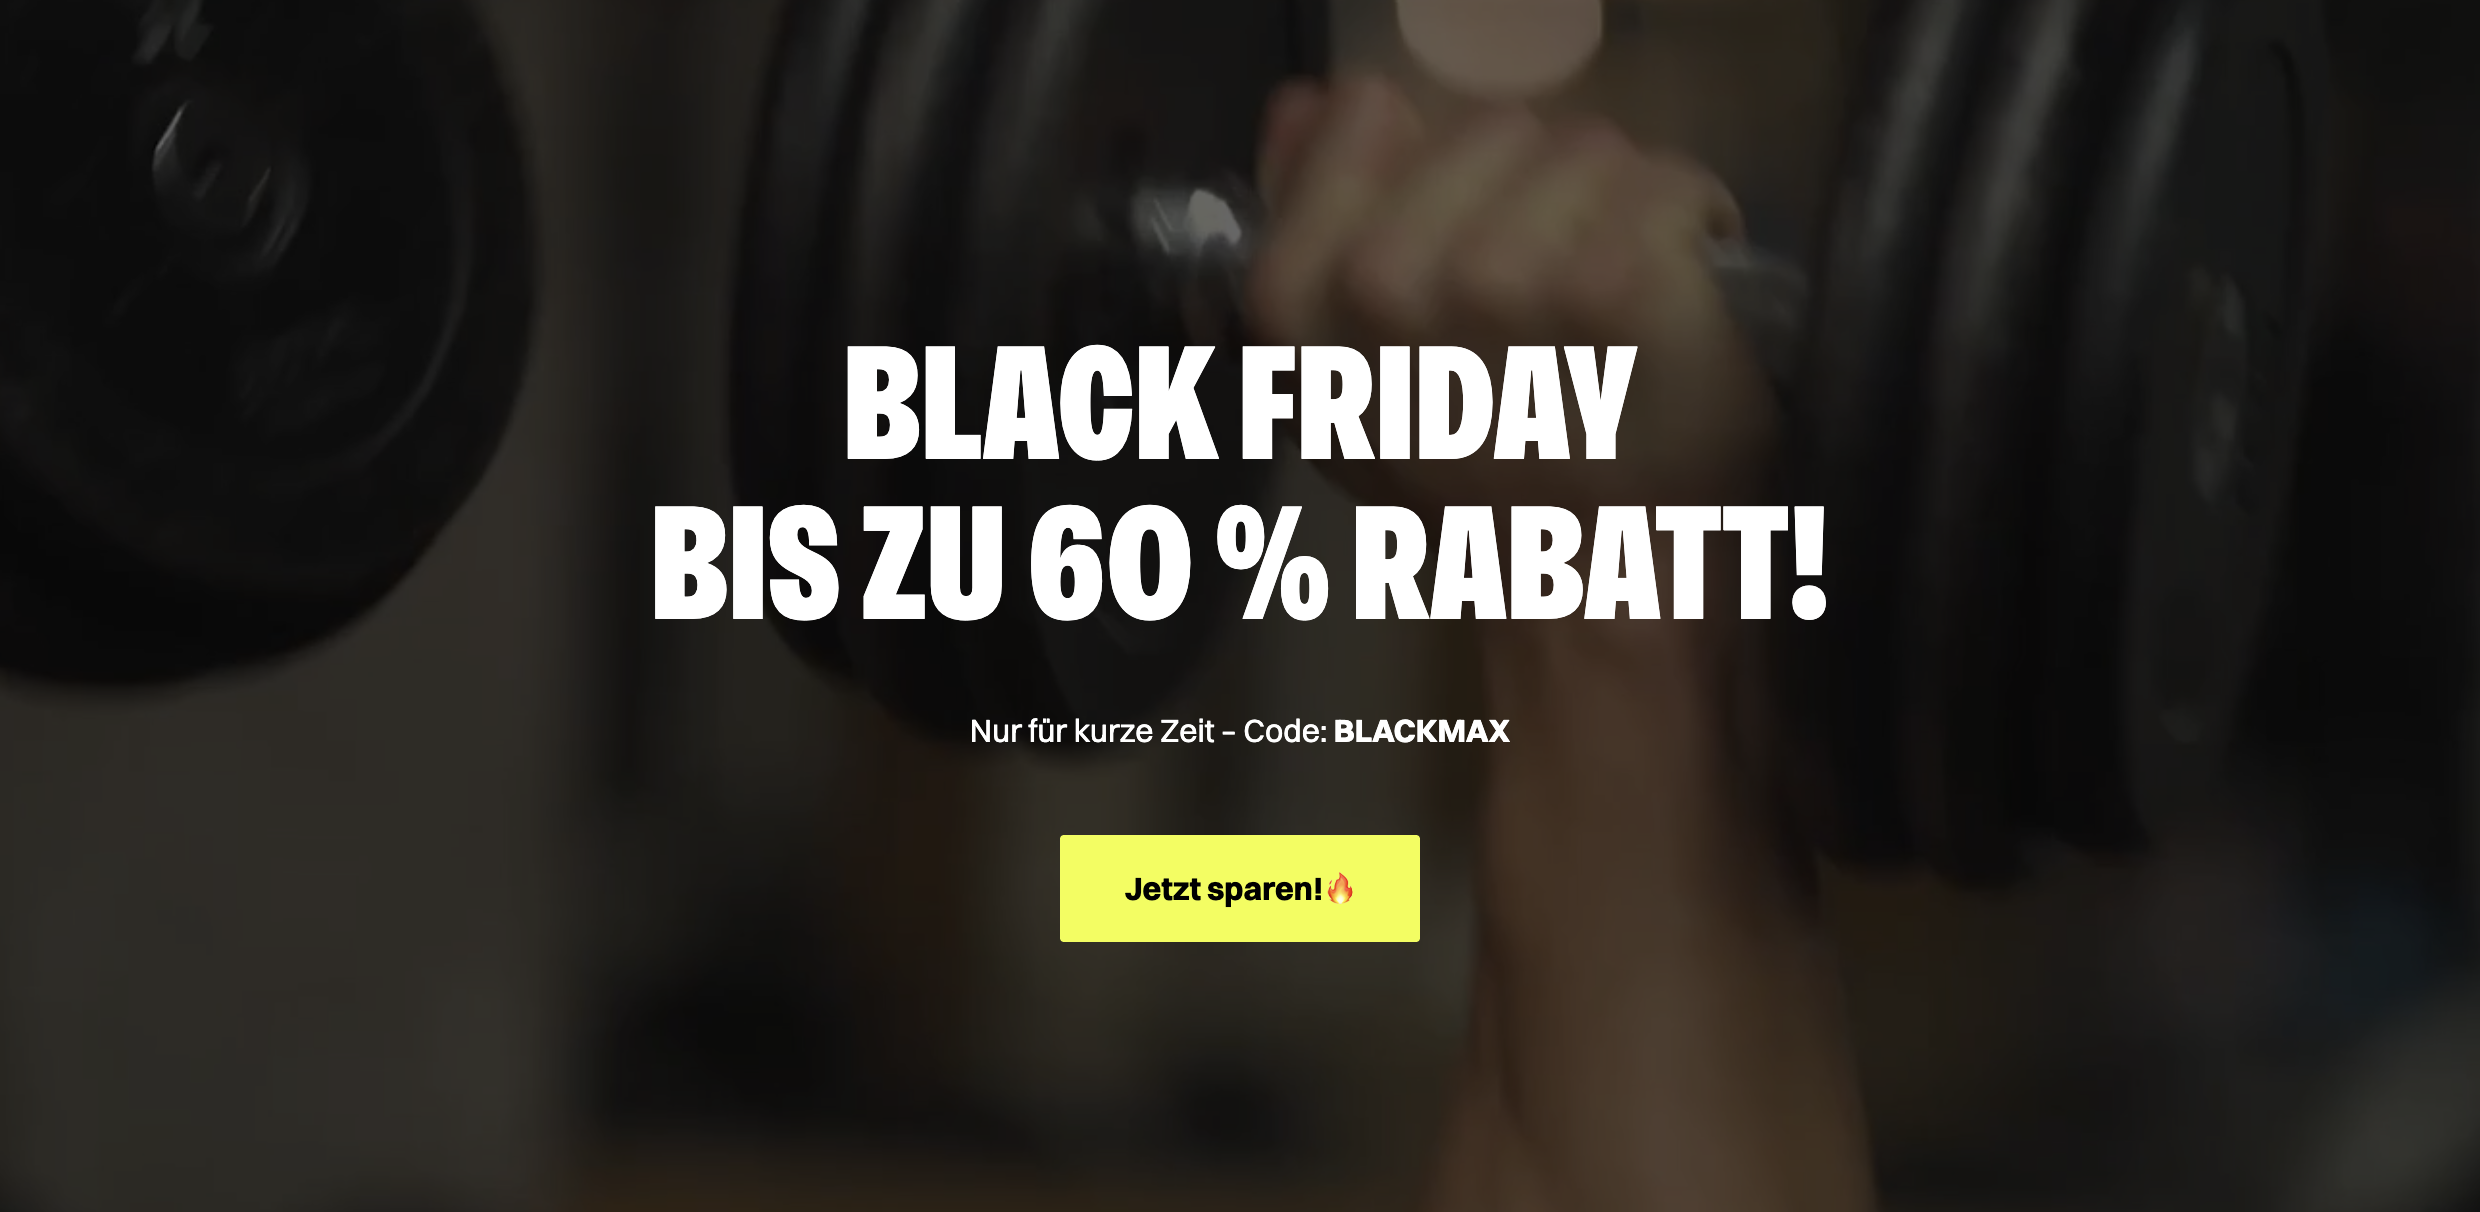 BLACK FRIDAY
BIS ZU 60 % RABATT!
Nur für kurze Zeit – Code: BLACKMAX
Jetzt sparen!🔥